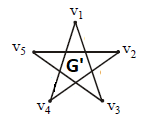 v₁
v₅ v₂
G'
v₄ v₃